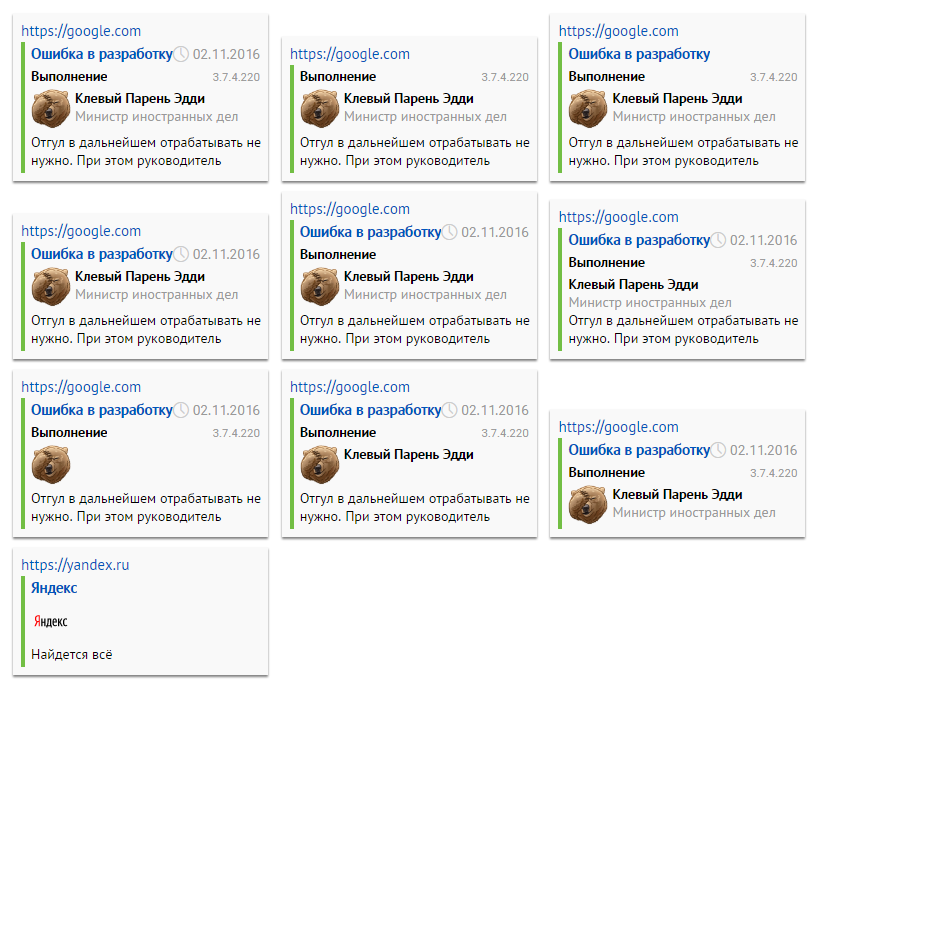 https://google.com
Ошибка в разработку 02.11.2016
Выполнение 3.7.4.220
Клевый Парень Эдди
Министр иностранных дел
Отгул в дальнейшем отрабатывать не
нужно. При этом руководитель
https://google.com
Выполнение 3.7.4.220
Клевый Парень Эдди
Министр иностранных дел
Отгул в дальнейшем отрабатывать не
нужно. При этом руководитель
https://google.com
Ошибка в разработку
Выполнение 3.7.4.220
Клевый Парень Эдди
Министр иностранных дел
Отгул в дальнейшем отрабатывать не
нужно. При этом руководитель
https://google.com
Ошибка в разработку 02.11.2016
Клевый Парень Эдди
Министр иностранных дел
Отгул в дальнейшем отрабатывать не
нужно. При этом руководитель
https://google.com
Ошибка в разработку 02.11.2016
Выполнение
Клевый Парень Эдди
Министр иностранных дел
Отгул в дальнейшем отрабатывать не
нужно. При этом руководитель
https://google.com
Ошибка в разработку 02.11.2016
Выполнение 3.7.4.220
Клевый Парень Эдди
Министр иностранных дел
Отгул в дальнейшем отрабатывать не
нужно. При этом руководитель
https://google.com
Ошибка в разработку 02.11.2016
Выполнение 3.7.4.220
Отгул в дальнейшем отрабатывать не
нужно. При этом руководитель
https://google.com
Ошибка в разработку 02.11.2016
Выполнение 3.7.4.220
Клевый Парень Эдди
Отгул в дальнейшем отрабатывать не
нужно. При этом руководитель
https://google.com
Ошибка в разработку 02.11.2016
Выполнение 3.7.4.220
Клевый Парень Эдди
Министр иностранных дел
https://yandex.ru
Яндекс
Яндекс
Найдется всё